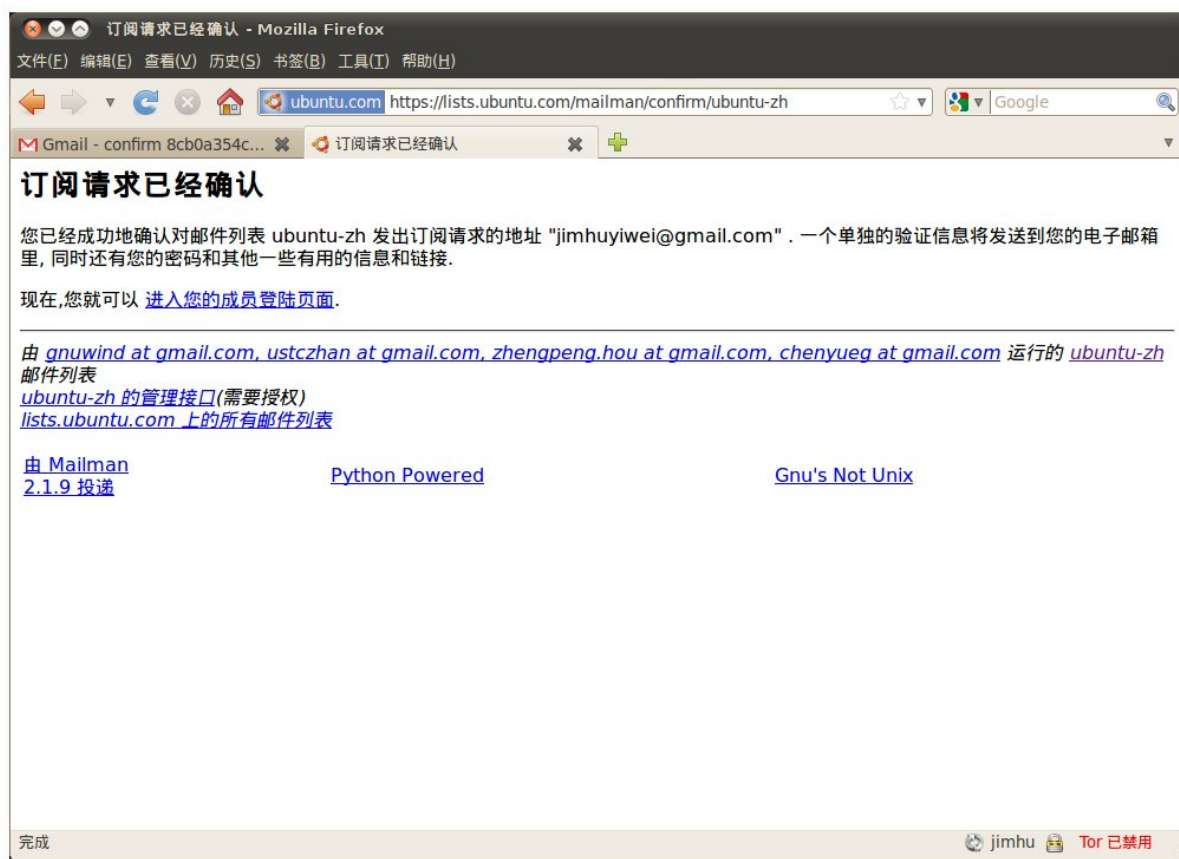 订阅请求已经确认 - Mozilla Firefox
文件(F) 编辑(E) 查看(V) 历史(S) 书签(B) 工具(T) 帮助(H)
ubuntu.com https://lists.ubuntu.com/mailman/confirm/ubuntu-zh Google
Gmail - confirm 8cb0a354c... 订阅请求已经确认
订阅请求已经确认
您已经成功地确认对邮件列表 ubuntu-zh 发出订阅请求的地址 "jimhuyiwei@gmail.com" . 一个单独的验证信息将发送到您的电子邮箱
里, 同时还有您的密码和其他一些有用的信息和链接.
现在,您就可以 进入您的成员登陆页面.
由 gnuwind at gmail.com, ustczhan at gmail.com, zhengpeng.hou at gmail.com, chenyueg at gmail.com 运行的 ubuntu-zh
邮件列表
ubuntu-zh 的管理接口(需要授权)
lists.ubuntu.com 上的所有邮件列表
由 Mailman
2.1.9 投递
Python Powered
Gnu's Not Unix
完成 jimhu Tor 已禁用